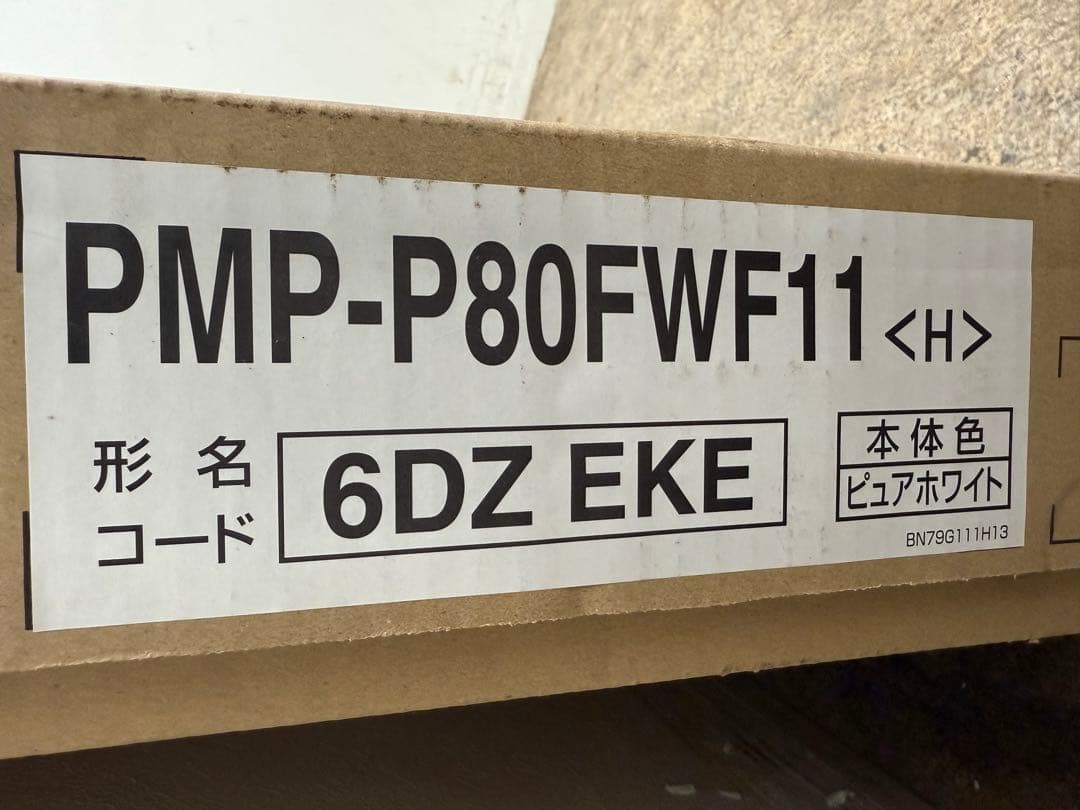 PMP-P80FWF11 <H>
形名
コード
6DZ EKE
本体色
ピュアホワイト
BN79G111H13